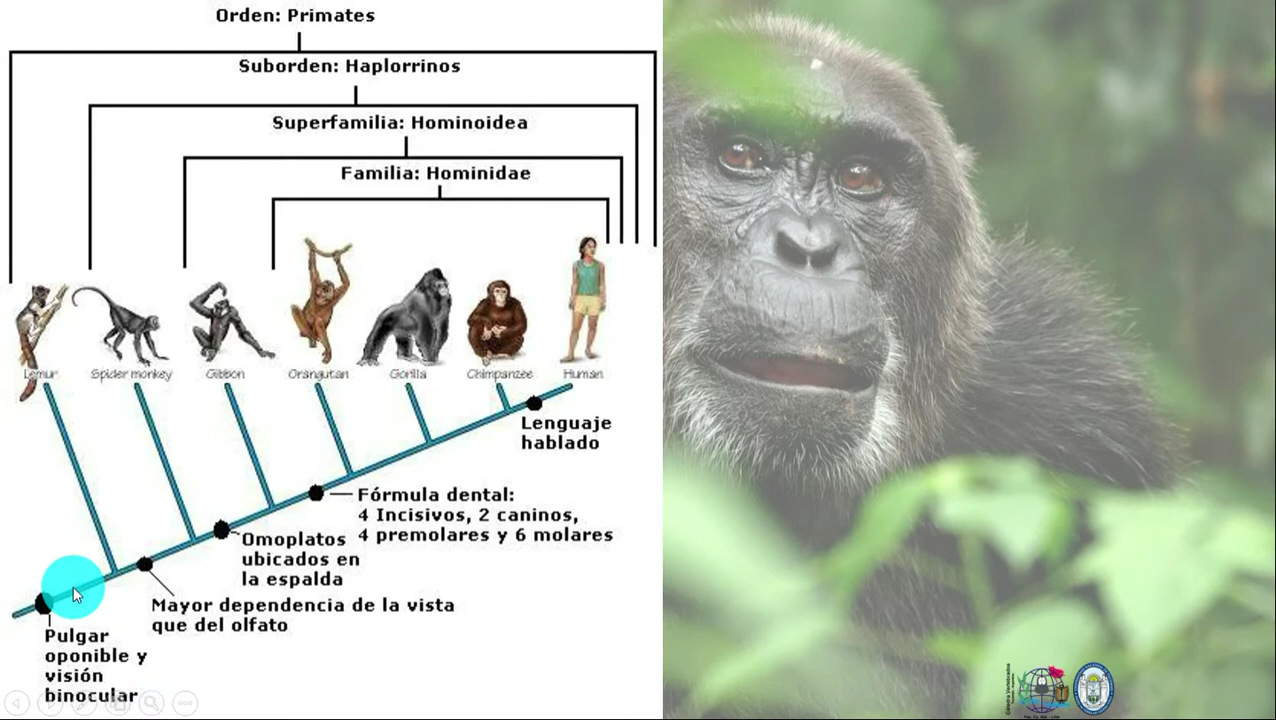 Orden: Primates
Suborden: Haplorrinos
Superfamilia: Hominoidea
Familia: Hominidae
Lemur
Spider monkey
Gibbon
Orangutan
Gorilla
Chimpanzee
Human
Lenguaje
hablado
Fórmula dental:
4 Incisivos, 2 caninos,
4 premolares y 6 molares
Omoplatos
ubicados en
la espalda
Mayor dependencia de la vista
que del olfato
Pulgar
oponible y
visión
binocular